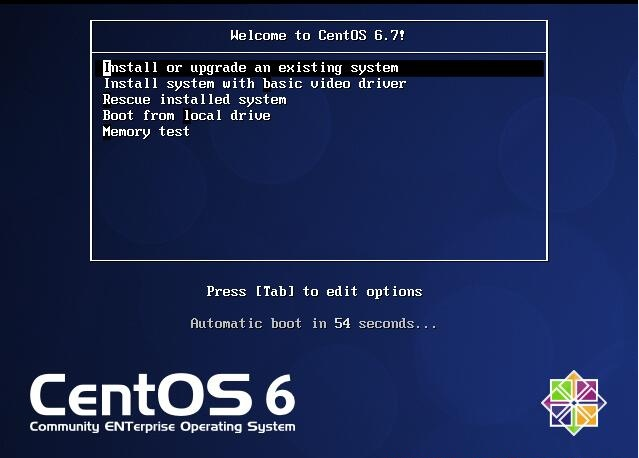 Welcome to CentOS 6.7!
Install or upgrade an existing system
Install system with basic video driver
Rescue installed system
Boot from local drive
Memory test
Press [Tab] to edit options
Automatic boot in 54 seconds...
CentOS 6
Community ENTerprise Operating System